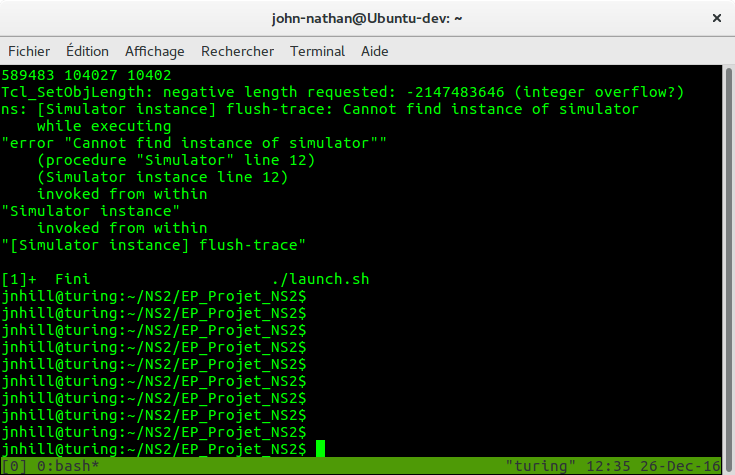 john-nathan@Ubuntu-dev: ~
Fichier Édition Affichage Rechercher Terminal Aide
589483 104027 10402
Tcl_SetObjLength: negative length requested: -2147483646 (integer overflow?)
ns: [Simulator instance] flush-trace: Cannot find instance of simulator
    while executing
"error "Cannot find instance of simulator""
    (procedure "Simulator" line 12)
    (Simulator instance line 12)
    invoked from within
"Simulator instance"
    invoked from within
"[Simulator instance] flush-trace"
[1]+  Fini                    ./launch.sh
jnhill@turing:~/NS2/EP_Projet_NS2$
jnhill@turing:~/NS2/EP_Projet_NS2$
jnhill@turing:~/NS2/EP_Projet_NS2$
jnhill@turing:~/NS2/EP_Projet_NS2$
jnhill@turing:~/NS2/EP_Projet_NS2$
jnhill@turing:~/NS2/EP_Projet_NS2$
jnhill@turing:~/NS2/EP_Projet_NS2$
jnhill@turing:~/NS2/EP_Projet_NS2$
jnhill@turing:~/NS2/EP_Projet_NS2$
jnhill@turing:~/NS2/EP_Projet_NS2$
[0] 0:bash* "turing" 12:35 26-Dec-16